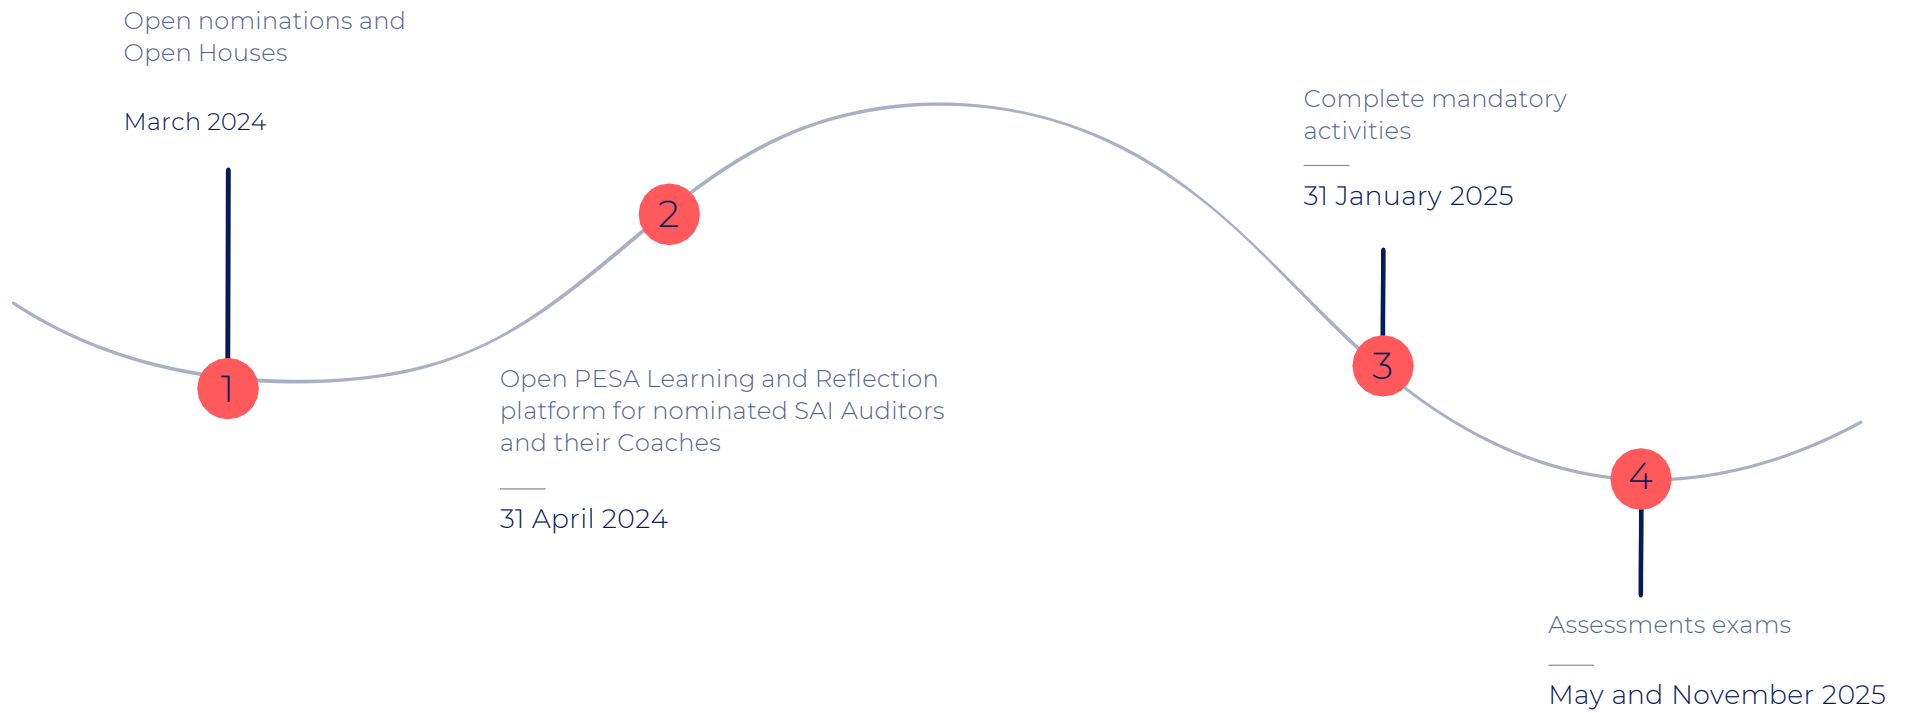 Open nominations and
Open Houses
March 2024
1
2
Open PESA Learning and Reflection
platform for nominated SAI Auditors
and their Coaches
31 April 2024
Complete mandatory
activities
31 January 2025
3
4
Assessments exams
May and November 2025